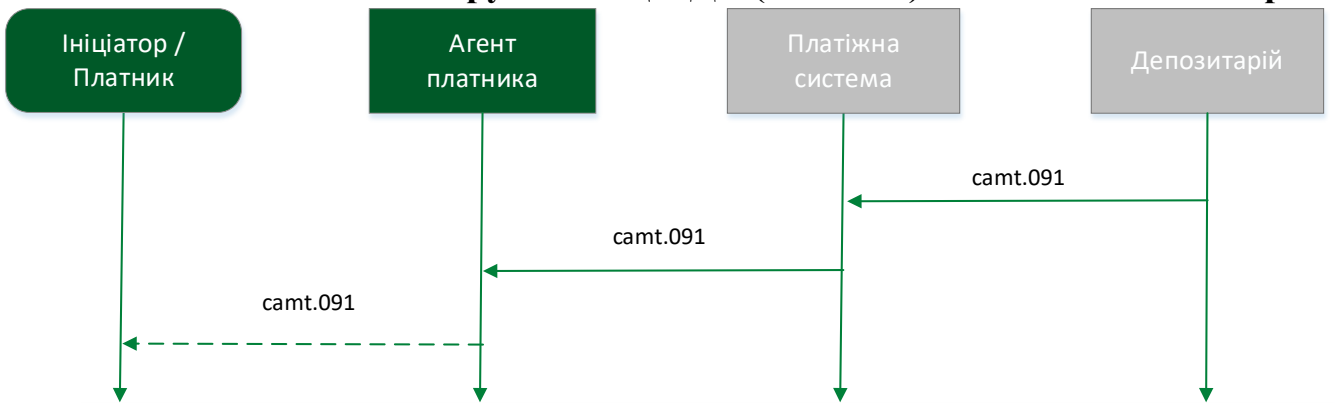 Ініціатор /
Платник
Агент
платника
Платіжна
система
Депозитарій
camt.091
camt.091
camt.091